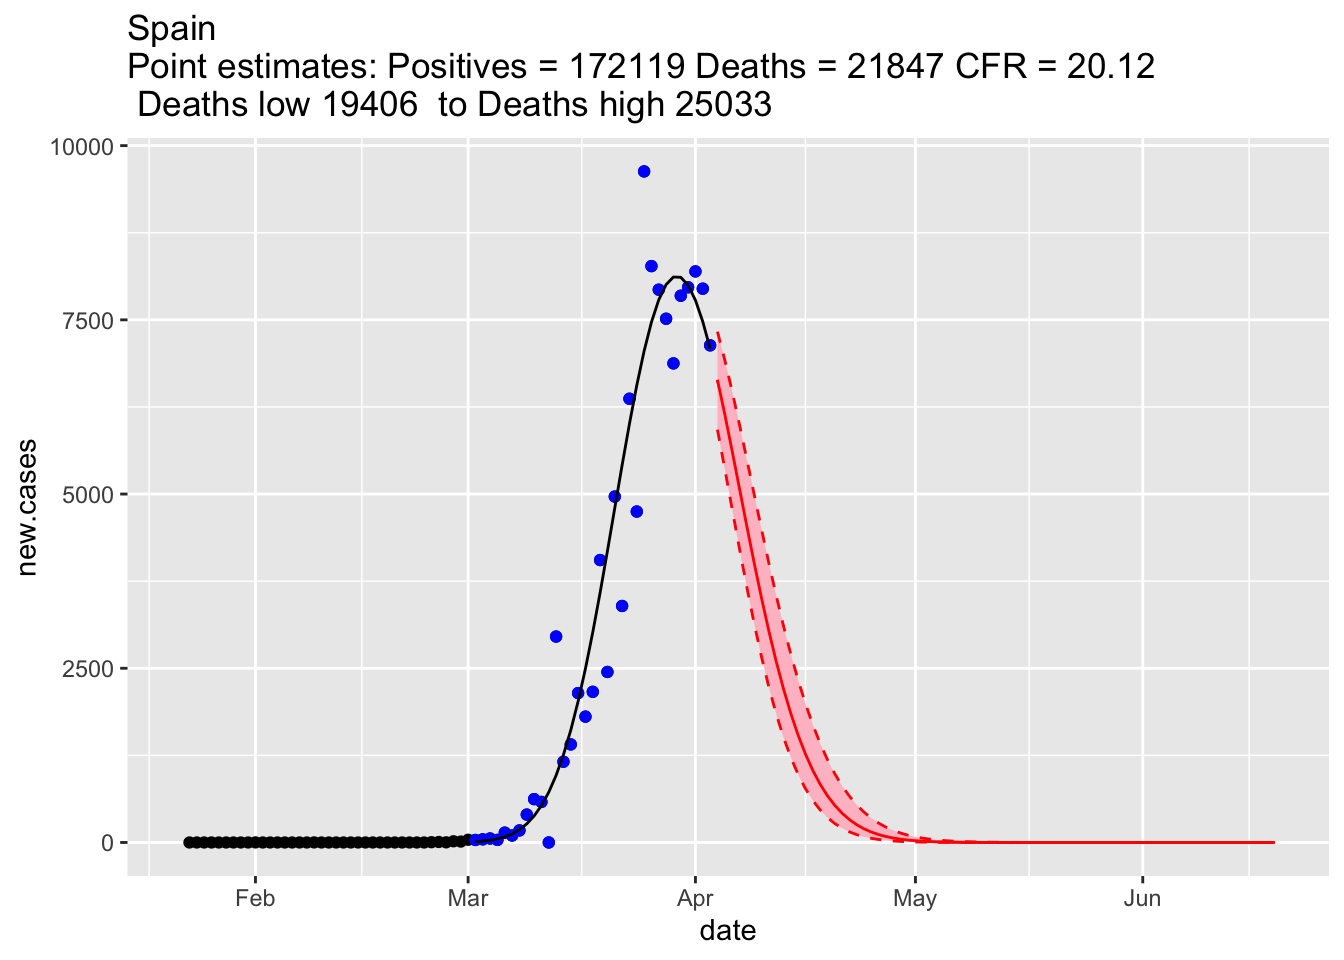 Spain
Point estimates: Positives = 172119 Deaths = 21847 CFR = 20.12
Deaths low 19406  to Deaths high 25033
10000
7500
5000
2500
0
new.cases
Feb
Mar
Apr
May
Jun
date